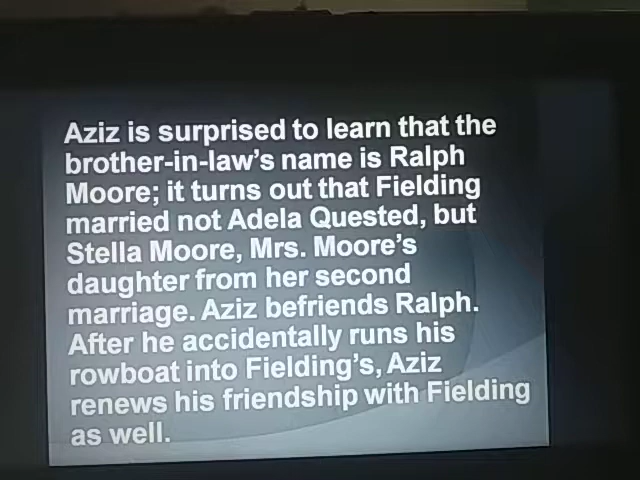 Aziz is surprised to learn that the
brother-in-law's name is Ralph
Moore; it turns out that Fielding
married not Adela Quested, but
Stella Moore, Mrs. Moore's
daughter from her second
marriage. Aziz befriends Ralph.
After he accidentally runs his
rowboat into Fielding's, Aziz
renews his friendship with Fielding
as well.